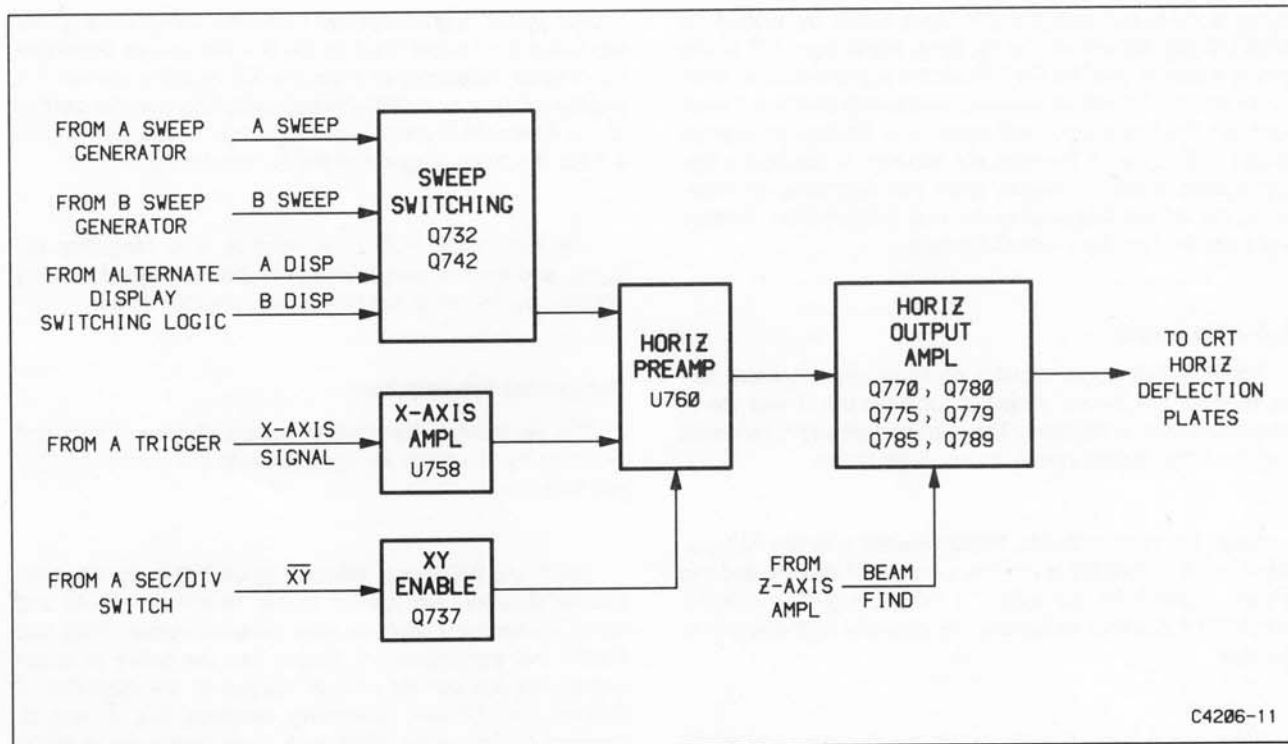 FROM A SWEEP
GENERATOR
A SWEEP
FROM B SWEEP
GENERATOR
B SWEEP
FROM ALTERNATE
DISPLAY
SWITCHING LOGIC
A DISP
B DISP
SWEEP
SWITCHING
Q732
Q742
FROM A TRIGGER
X-AXIS
SIGNAL
X-AXIS
AMPL
U758
FROM A SEC/DIV
SWITCH
X̅Y̅
XY
ENABLE
Q737
HORIZ
PREAMP
U760
HORIZ
OUTPUT
AMPL
Q770, Q780
Q775, Q779
Q785, Q789
FROM
Z-AXIS
AMPL
BEAM
FIND
TO CRT
HORIZ
DEFLECTION
PLATES
C4206-11